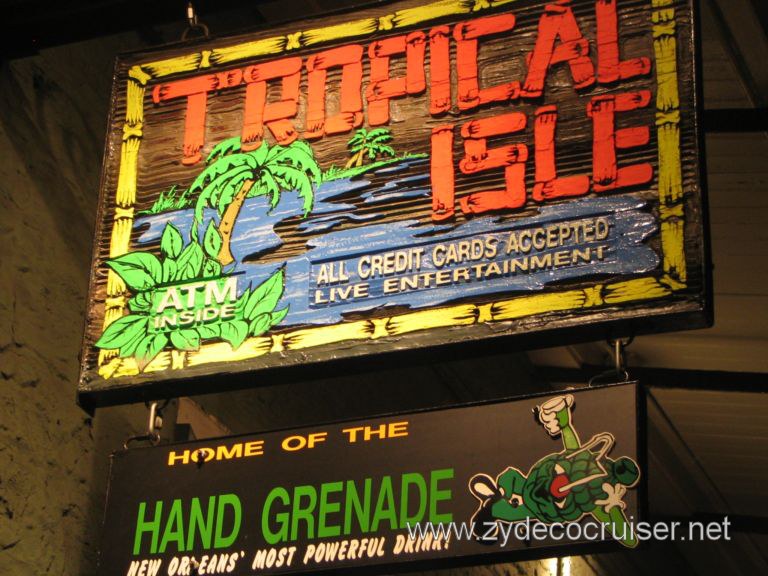 TROPICAL
ISLE
ALL CREDIT CARDS ACCEPTED
LIVE ENTERTAINMENT
ATM
INSIDE
HOME OF THE
HAND GRENADE
NEW ORLEANS' MOST POWERFUL DRINK!
www.zydecocruiser.net